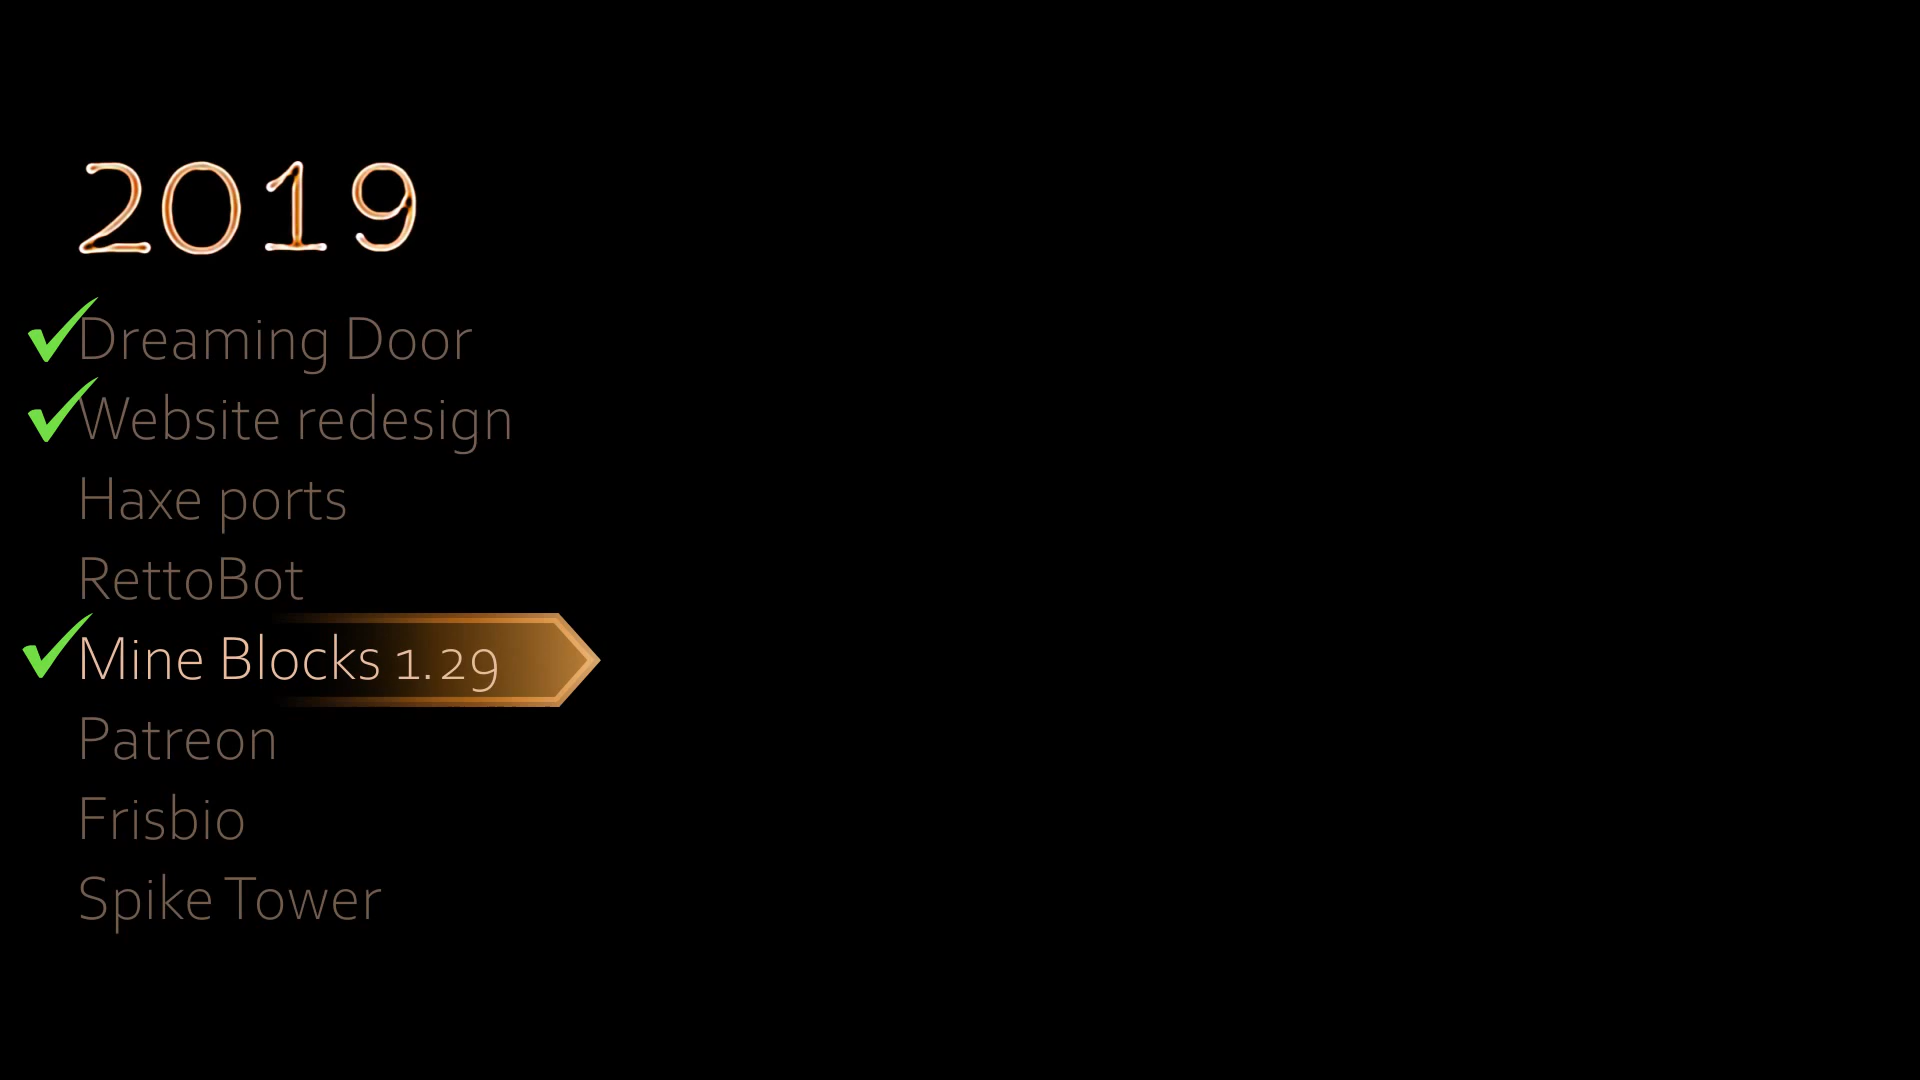 2019
Dreaming Door
Website redesign
Haxe ports
RettoBot
Mine Blocks 1.29
Patreon
Frisbio
Spike Tower